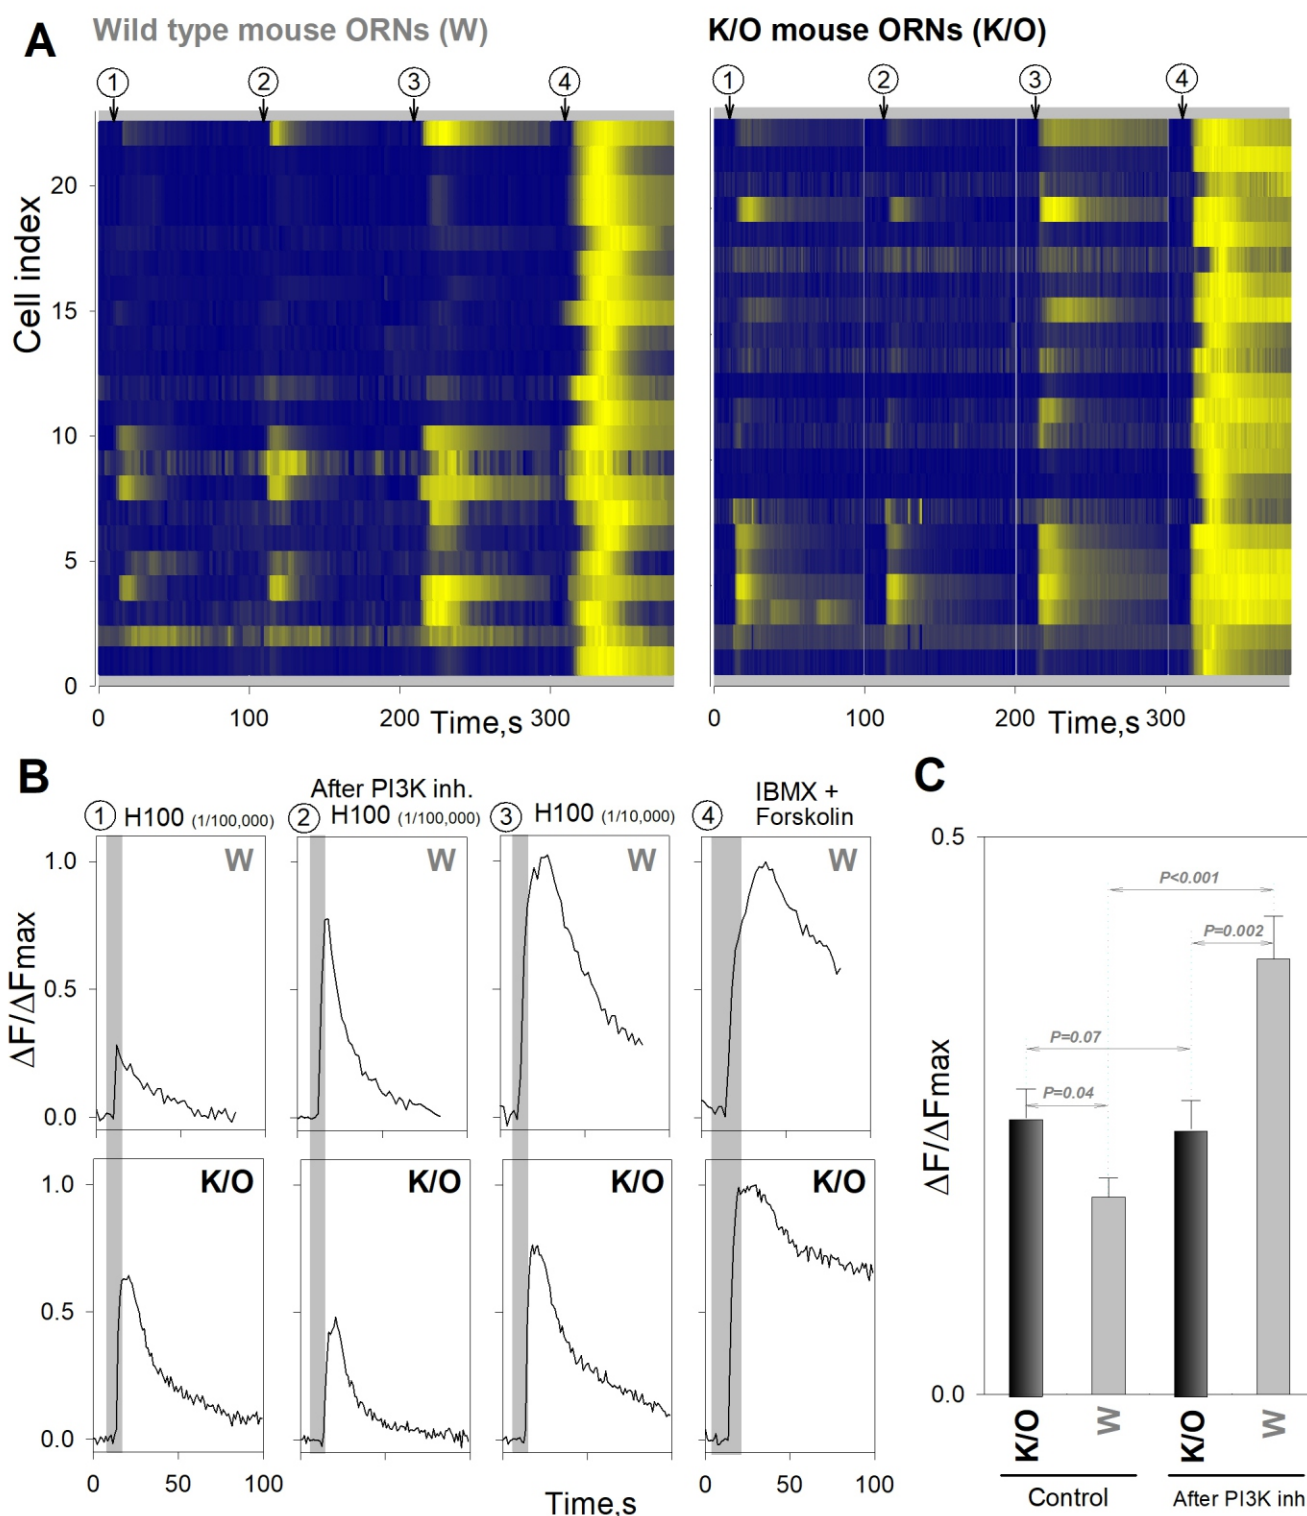 A
Wild type mouse ORNs (W)
K/O mouse ORNs (K/O)
1 2 3 4
1 2 3 4
Cell index
20
15
10
5
0
0 100 200 Time,s 300
0 100 200 Time,s 300
B
After PI3K inh.
1 H100 (1/100,000)
2 H100 (1/100,000)
3 H100 (1/10,000)
4 IBMX +
Forskolin
W W W W
1.0
0.5
0.0
ΔF/ΔFmax
K/O K/O K/O K/O
1.0
0.5
0.0
0 50 100
0 50 100
Time,s
C
0.5
P<0.001
P=0.002
P=0.07
P=0.04
ΔF/ΔFmax
0.0
K/O W K/O W
Control
After PI3K inh